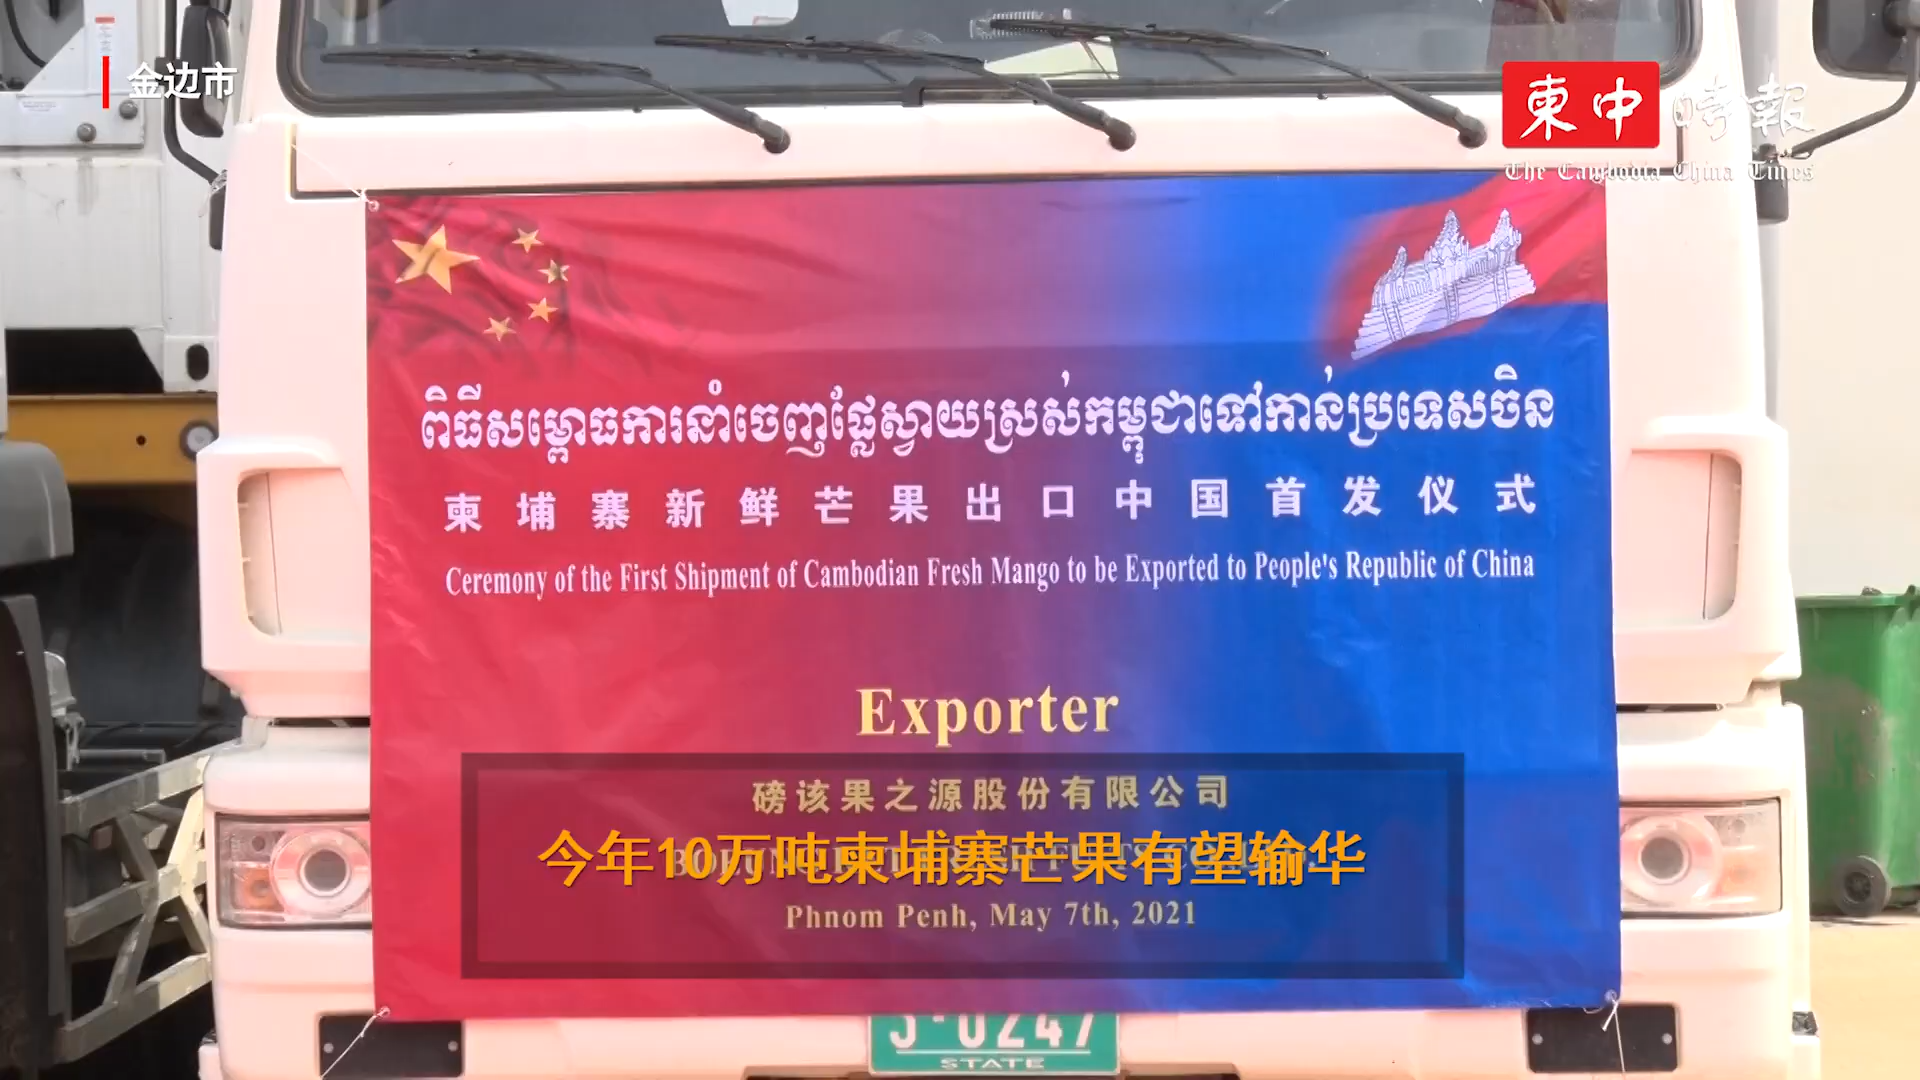 金边市
柬中時報
The Cambodia China Times
ពិធីសម្ពោធការនាំចេញផ្លែស្វាយស្រស់កម្ពុជាទៅកាន់ប្រទេសចិន
柬埔寨新鲜芒果出口中国首发仪式
Ceremony of the First Shipment of Cambodian Fresh Mango to be Exported to People's Republic of China
Exporter
磅该果之源股份有限公司
今年10万吨柬埔寨芒果有望输华
Phnom Penh, May 7th, 2021
STATE